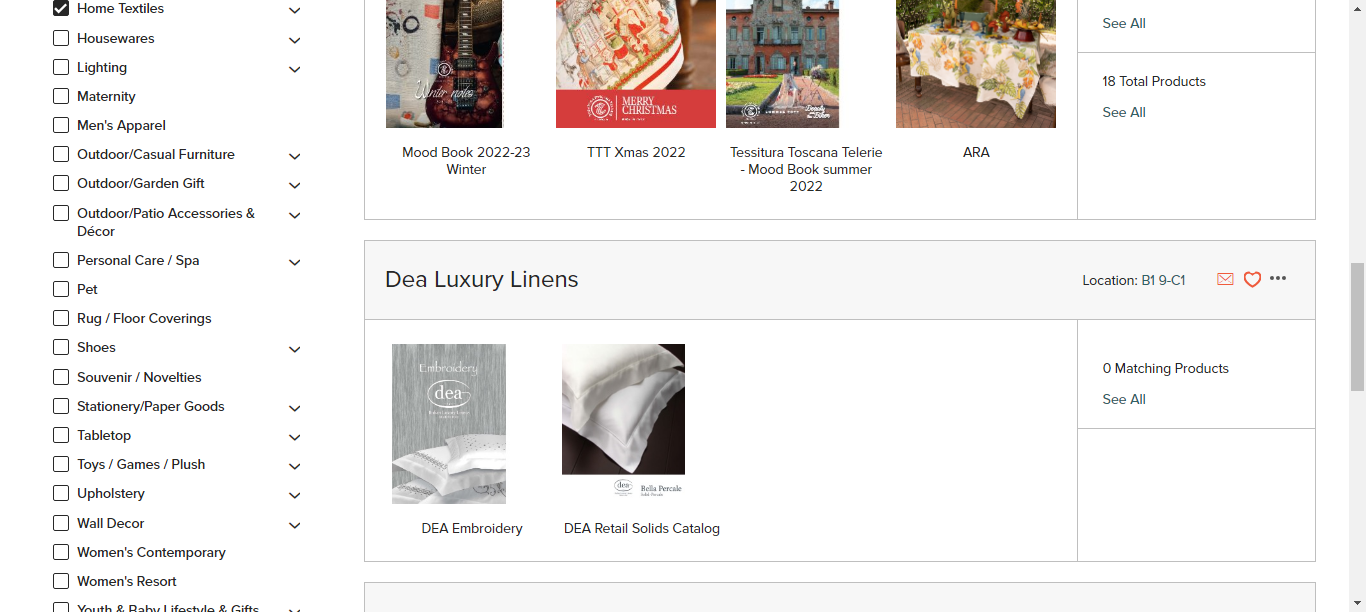 Home Textiles
Housewares
Lighting
Maternity
Men's Apparel
Outdoor/Casual Furniture
Outdoor/Garden Gift
Outdoor/Patio Accessories &
Décor
Personal Care / Spa
Pet
Rug / Floor Coverings
Shoes
Souvenir / Novelties
Stationery/Paper Goods
Tabletop
Toys / Games / Plush
Upholstery
Wall Decor
Women's Contemporary
Women's Resort
Youth & Baby Lifestyle & Gifts
Winter notes
MERRY
CHRISTMAS
Mood Book 2022-23
Winter
TTT Xmas 2022
Tessitura Toscana Telerie
- Mood Book summer
2022
ARA
See All
18 Total Products
See All
Dea Luxury Linens
Location: B1 9-C1
Embroidery
dea
dea
Bella Percale
DEA Embroidery
DEA Retail Solids Catalog
0 Matching Products
See All